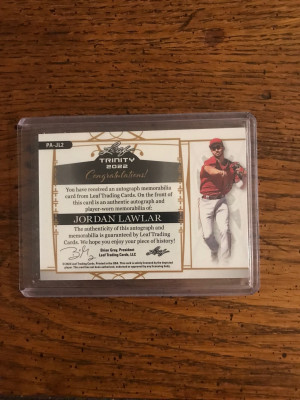 PA-JL2
Leaf
TRINITY
2022
Congratulations!
You have received an autograph memorabilia
card from Leaf Trading Cards. On the front of
this card is an authentic autograph and
player-worn memorabilia of:
JORDAN LAWLAR
The authenticity of this autograph and
memorabilia is guaranteed by Leaf Trading
Cards. We hope you enjoy your piece of history!
Brian Gray, President
Leaf Trading Cards, LLC
Leaf